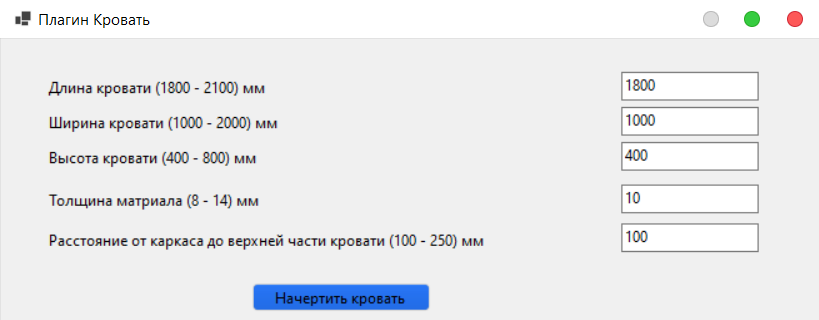 Плагин Кровать
Длина кровати (1800 - 2100) мм 1800
Ширина кровати (1000 - 2000) мм 1000
Высота кровати (400 - 800) мм 400
Толщина матриала (8 - 14) мм 10
Расстояние от каркаса до верхней части кровати (100 - 250) мм 100
Начертить кровать